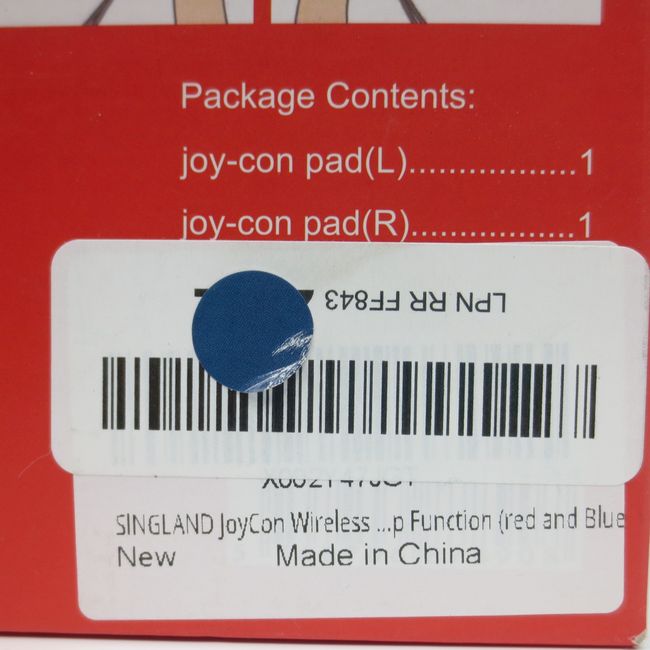 Package Contents:
joy-con pad(L)..................1
joy-con pad(R).................1
LPN RR FF843
SINGLAND JoyCon Wireless ...p Function (red and Blue
New Made in China